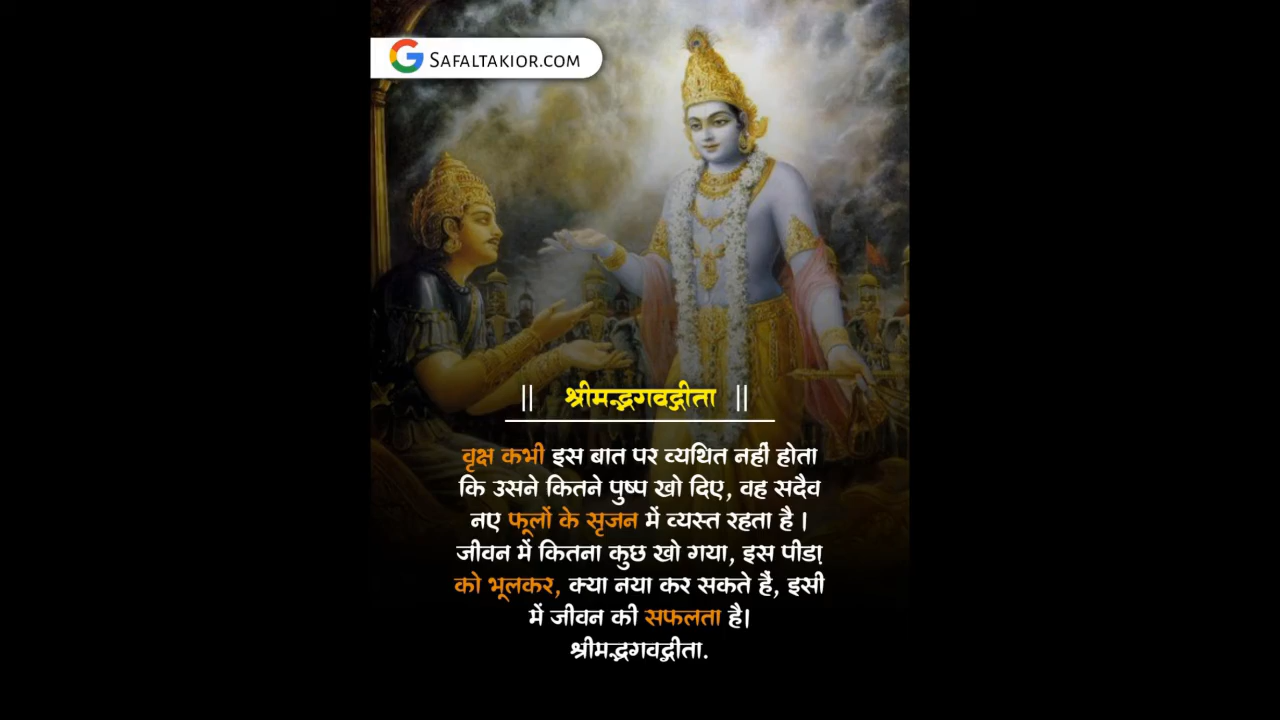 SAFALTAKIOR.COM
|| श्रीमद्भगवद्गीता ||
वृक्ष कभी इस बात पर व्यथित नहीं होता
कि उसने कितने पुष्प खो दिए, वह सदैव
नए फूलों के सृजन में व्यस्त रहता है |
जीवन में कितना कुछ खो गया, इस पीडा़
को भूलकर, क्या नया कर सकते हैं, इसी
में जीवन की सफलता है|
श्रीमद्भगवद्गीता.